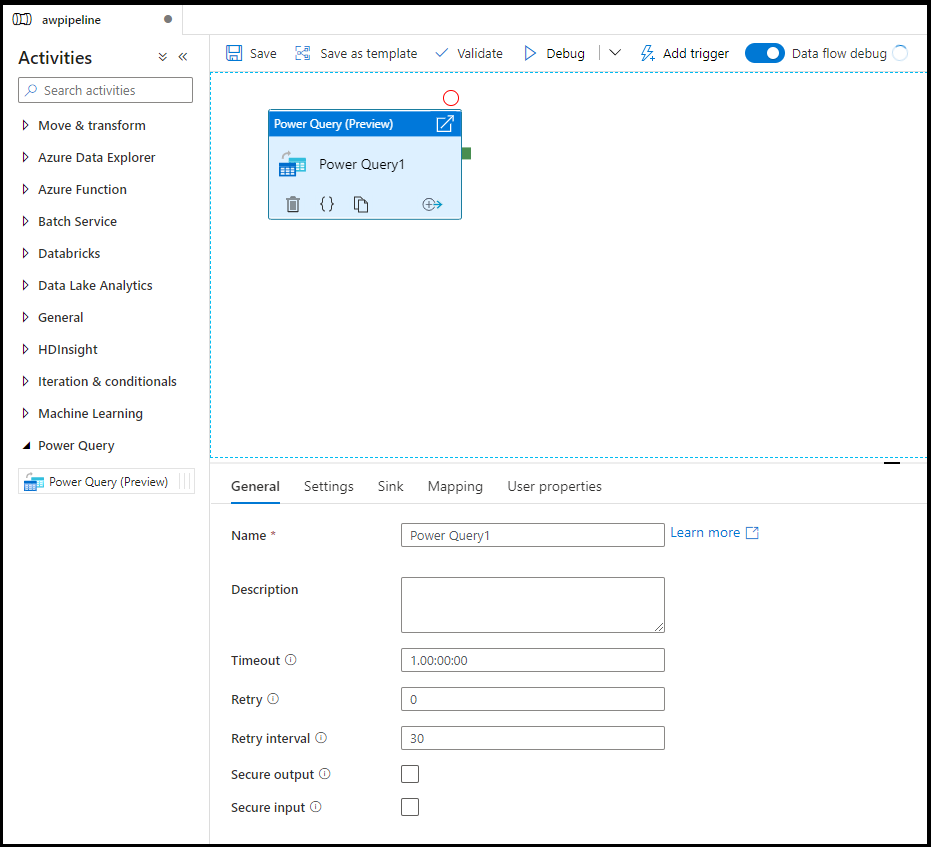 awpipeline
Activities
Search activities
Move & transform
Azure Data Explorer
Azure Function
Batch Service
Databricks
Data Lake Analytics
General
HDInsight
Iteration & conditionals
Machine Learning
Power Query
Power Query (Preview)
Save Save as template Validate Debug Add trigger Data flow debug
Power Query (Preview)
Power Query1
{}
General Settings Sink Mapping User properties
Name * Power Query1 Learn more
Description
Timeout 1.00:00:00
Retry 0
Retry interval 30
Secure output
Secure input